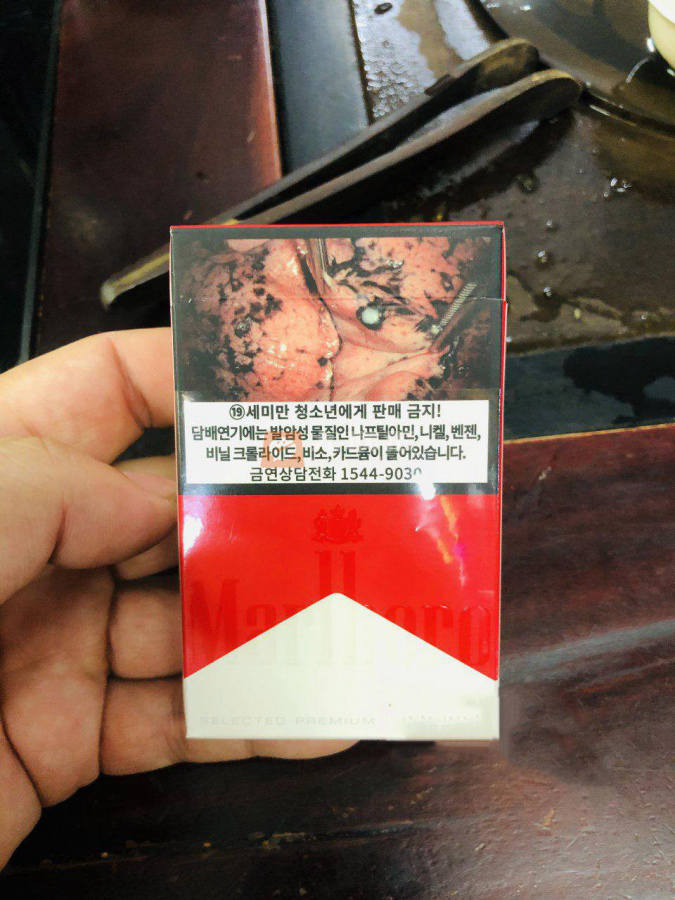 ⑲세미만 청소년에게 판매 금지!
담배연기에는 발암성 물질인 나프틸아민, 니켈, 벤젠,
비닐 크롤라이드, 비소, 카드뮴이 들어있습니다.
금연상담전화 1544-9030
Marlboro
SELECTED PREMIUM